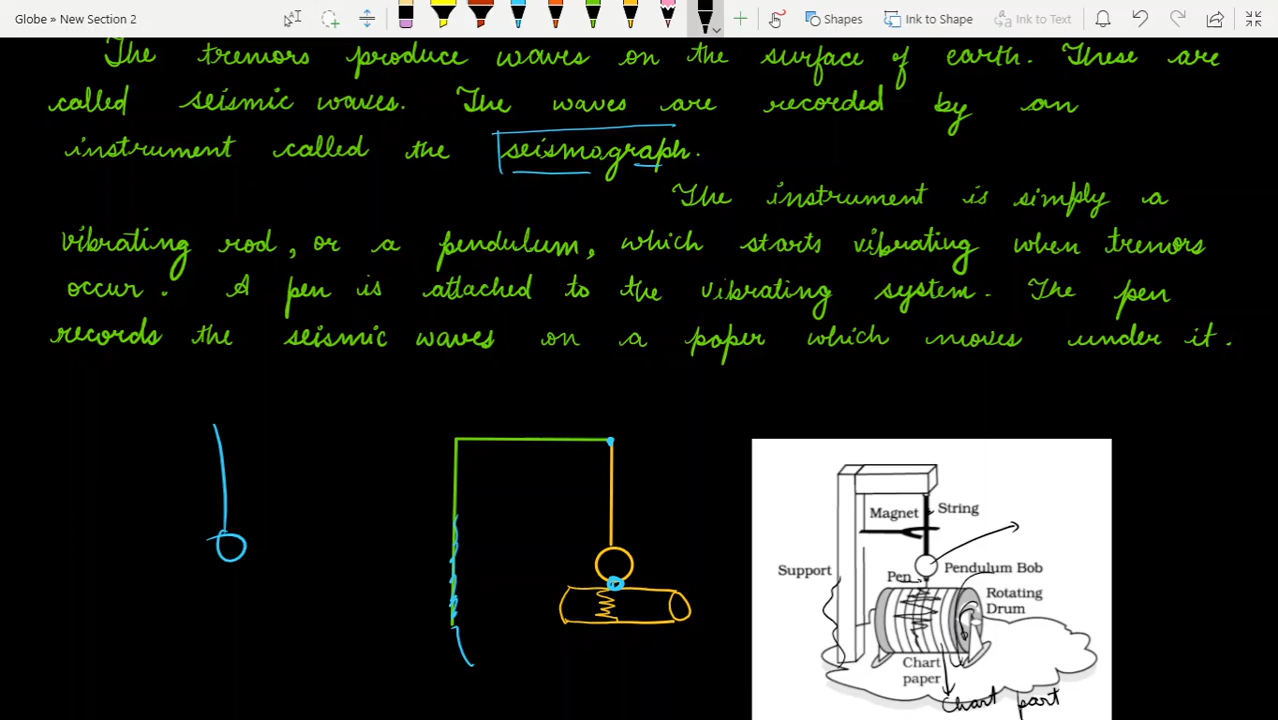 Globe » New Section 2
Shapes
Ink to Shape
Ink to Text
The tremors produce waves on the surface of earth. These are
called seismic waves. The waves are recorded by an
instrument called the seismograph.
The instrument is simply a
vibrating rod, or a pendulum, which starts vibrating when tremors
occur. A pen is attached to the vibrating system. The pen
records the seismic waves on a paper which moves under it.
Magnet
String
Support
Pen
Pendulum Bob
Rotating
Drum
Chart
paper
Chart part